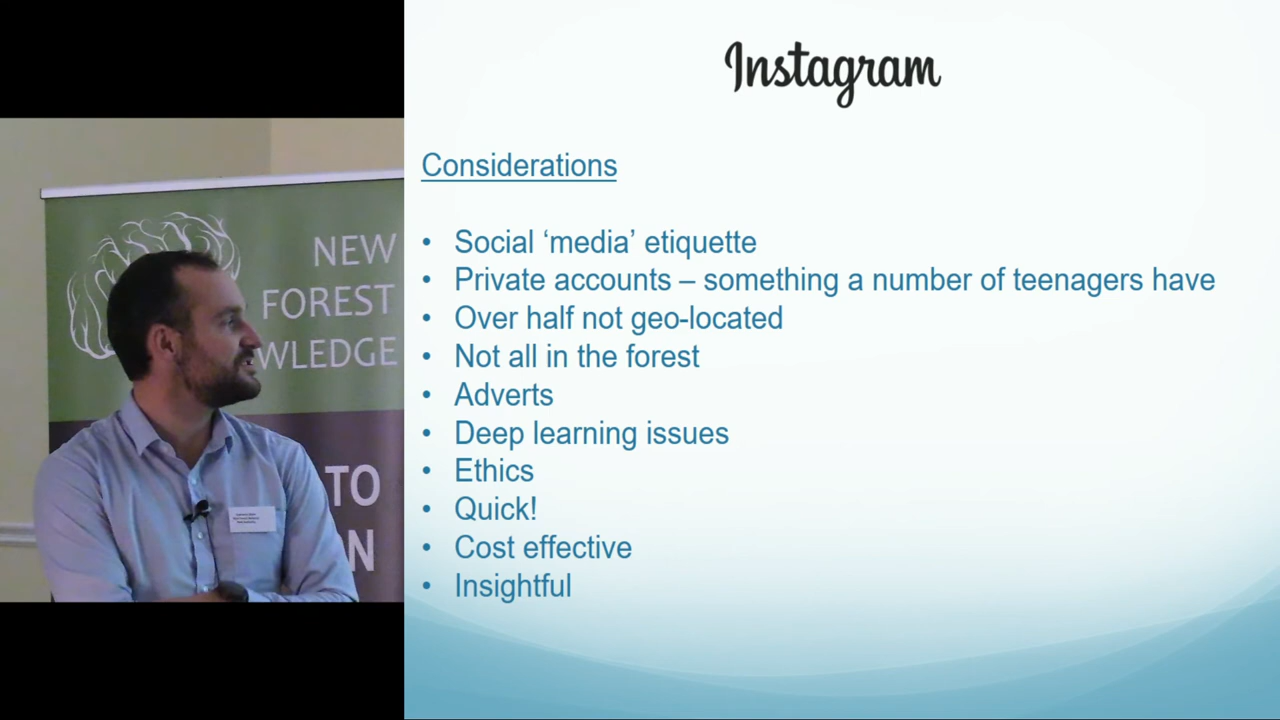 NEW
FOREST
WLEDGE
TO
N
Instagram
Considerations
• Social ‘media’ etiquette
• Private accounts – something a number of teenagers have
• Over half not geo-located
• Not all in the forest
• Adverts
• Deep learning issues
• Ethics
• Quick!
• Cost effective
• Insightful